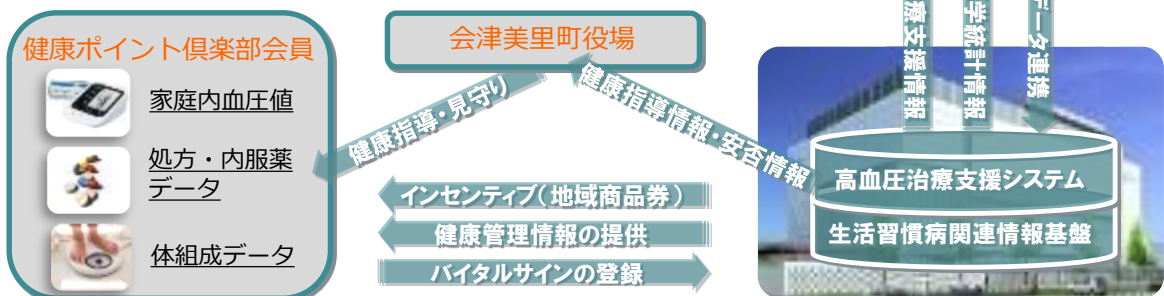 健康ポイント倶楽部会員
家庭内血圧値
処方・内服薬
データ
体組成データ
会津美里町役場
健康指導・見守り
健康指導情報・安否情報
インセンティブ(地域商品券)
健康管理情報の提供
バイタルサインの登録
療支援情報
学統計情報
データ連携
高血圧治療支援システム
生活習慣病関連情報基盤